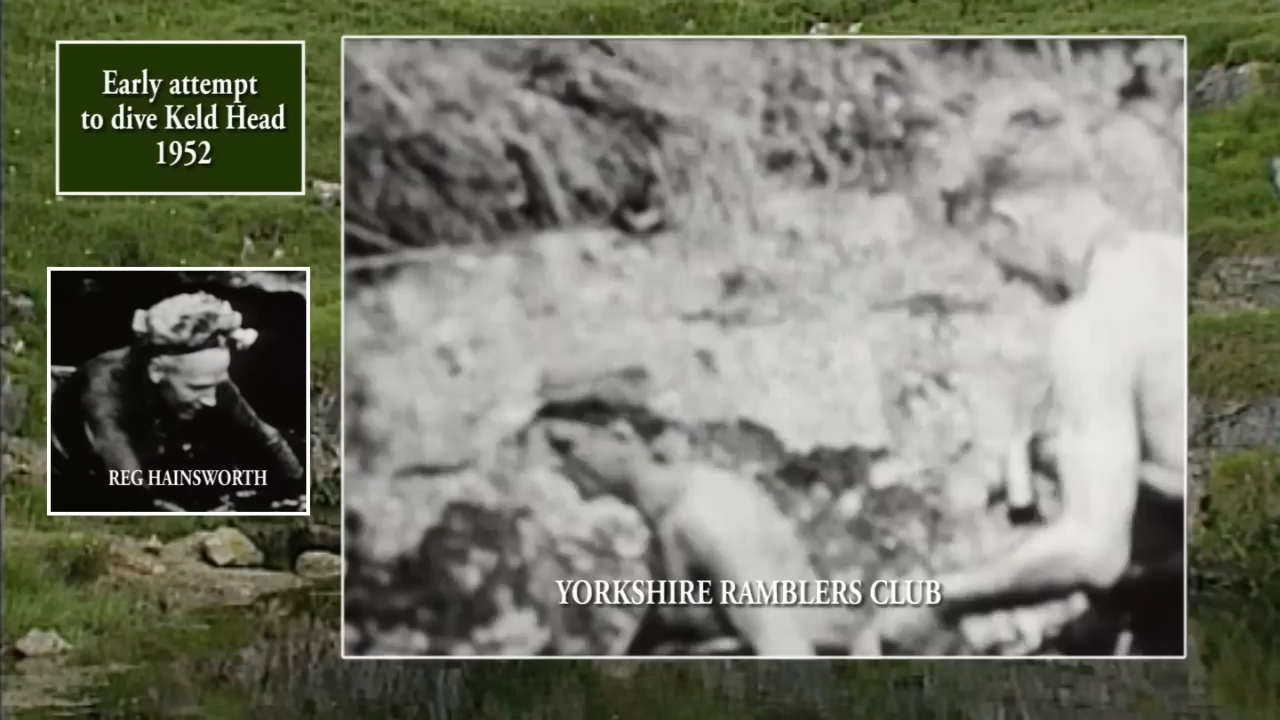 Early attempt
to dive Keld Head
1952
REG HAINSWORTH
YORKSHIRE RAMBLERS CLUB